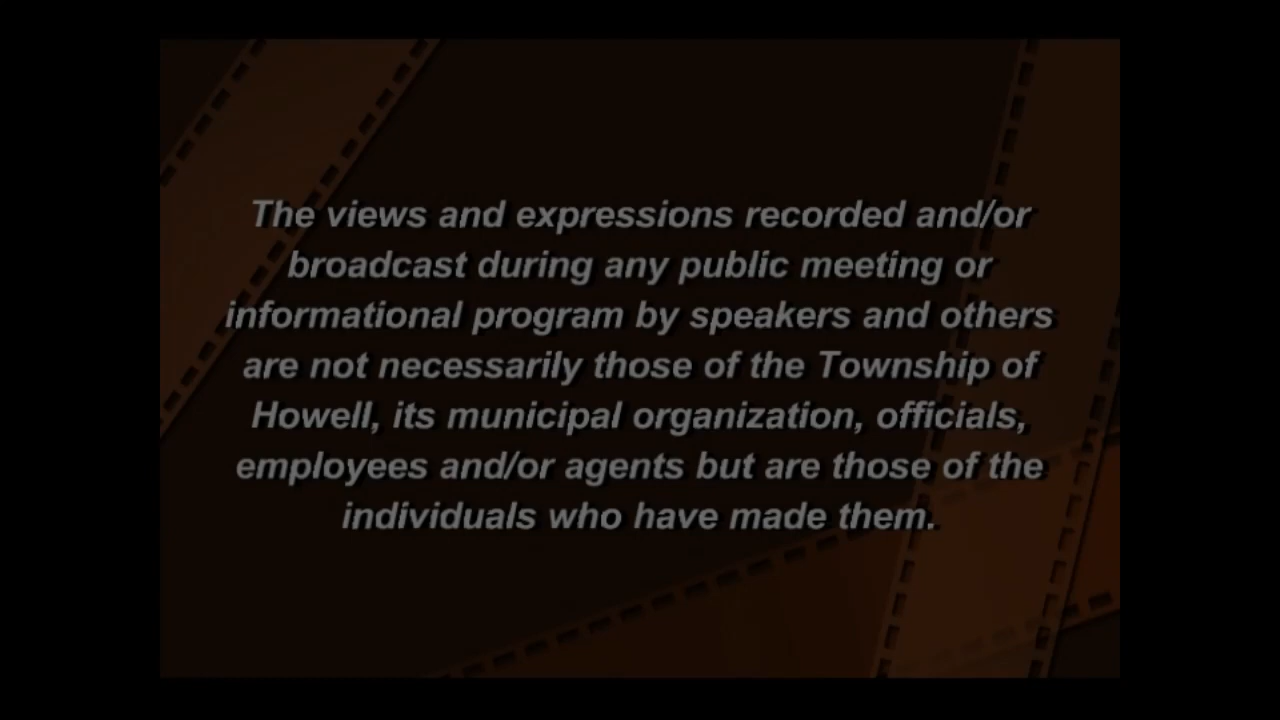 The views and expressions recorded and/or
broadcast during any public meeting or
informational program by speakers and others
are not necessarily those of the Township of
Howell, its municipal organization, officials,
employees and/or agents but are those of the
individuals who have made them.